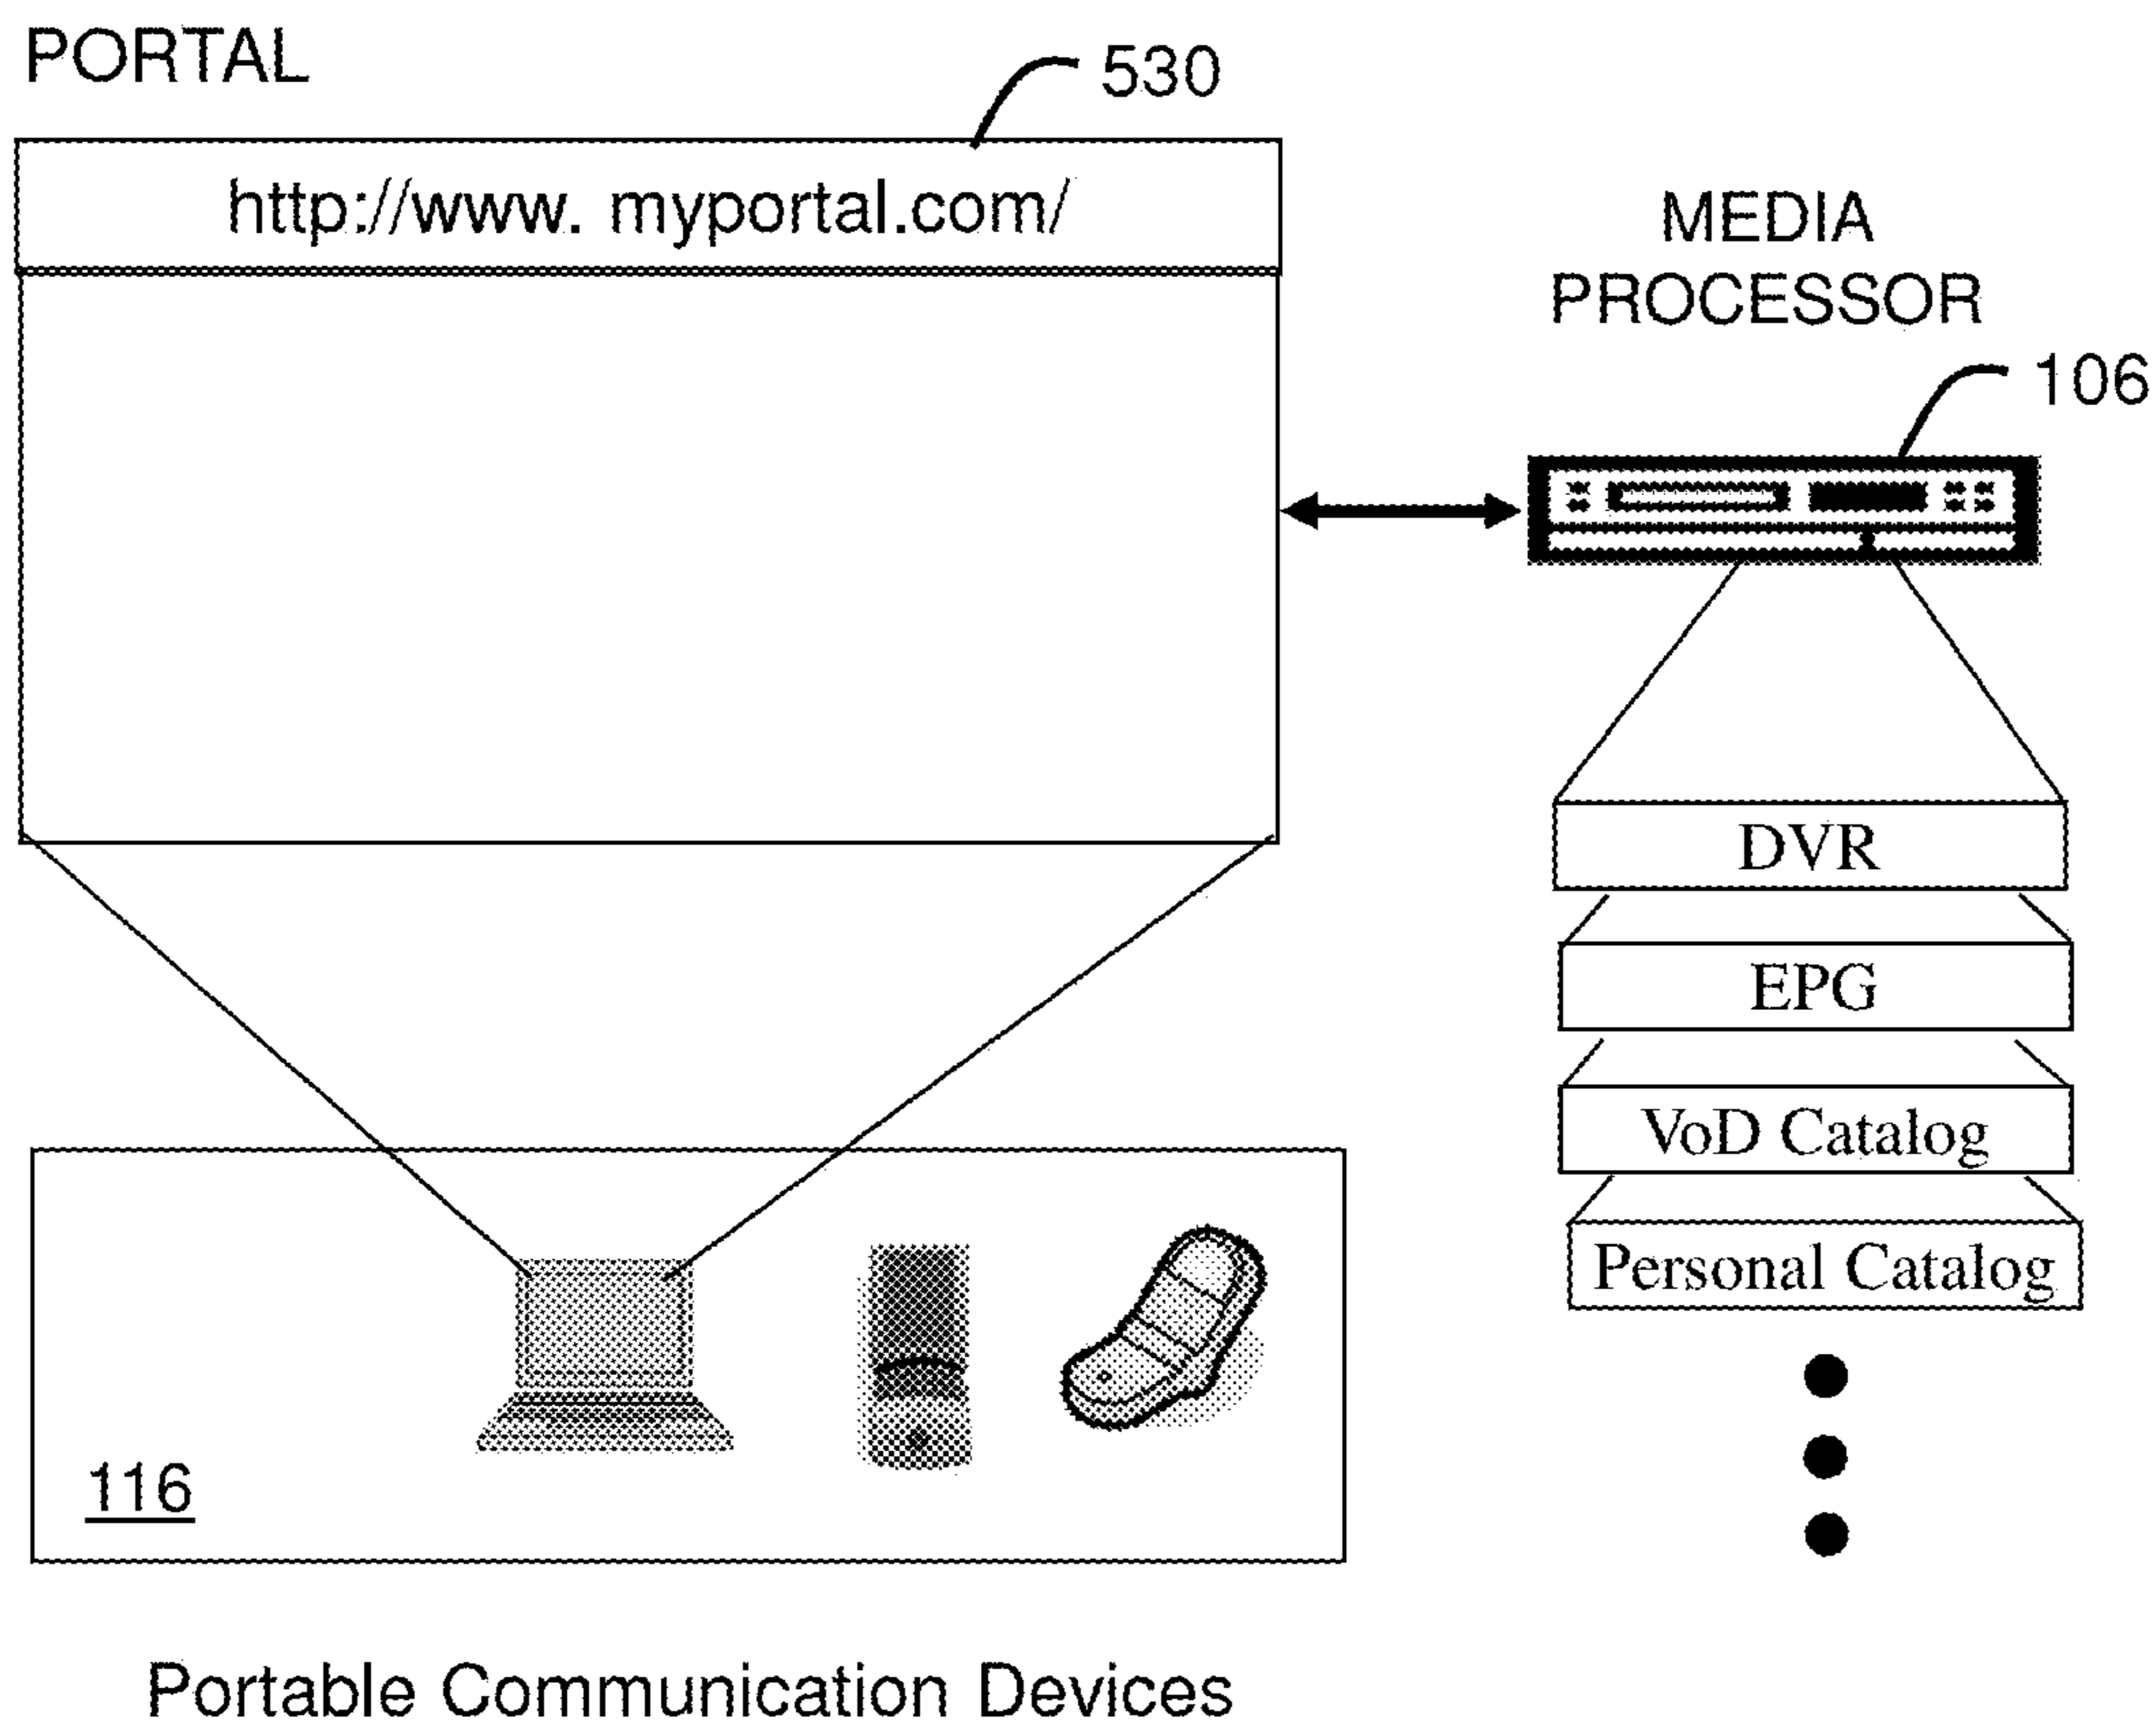 PORTAL
530
http://www. myportal.com/
MEDIA
PROCESSOR
106
DVR
EPG
VoD Catalog
Personal Catalog
116
Portable Communication Devices